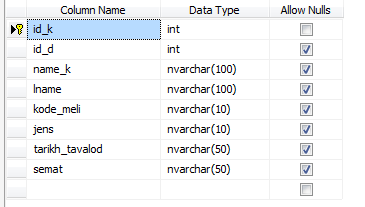 Column Name Data Type Allow Nulls
id_k int
id_d int
name_k nvarchar(100)
lname nvarchar(100)
kode_meli nvarchar(10)
jens nvarchar(10)
tarikh_tavalod nvarchar(50)
semat nvarchar(50)